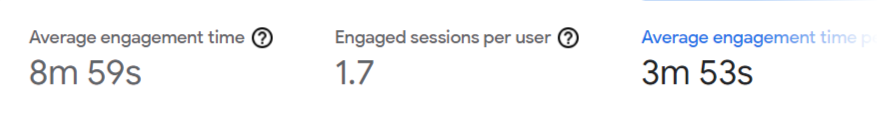 Average engagement time
8m 59s
Engaged sessions per user
1.7
Average engagement time
3m 53s